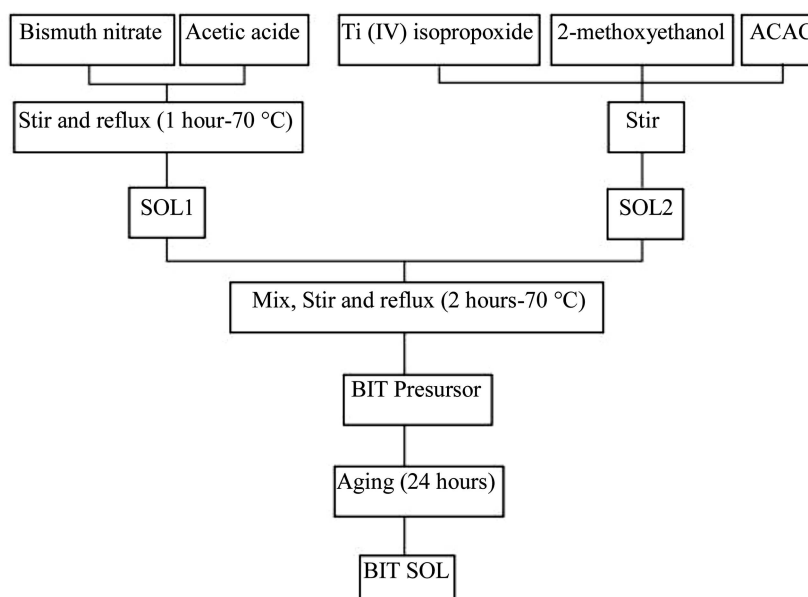 Bismuth nitrate
Acetic acide
Ti (IV) isopropoxide
2-methoxyethanol
ACAC
Stir and reflux (1 hour-70 °C)
Stir
SOL1
SOL2
Mix, Stir and reflux (2 hours-70 °C)
BIT Presursor
Aging (24 hours)
BIT SOL